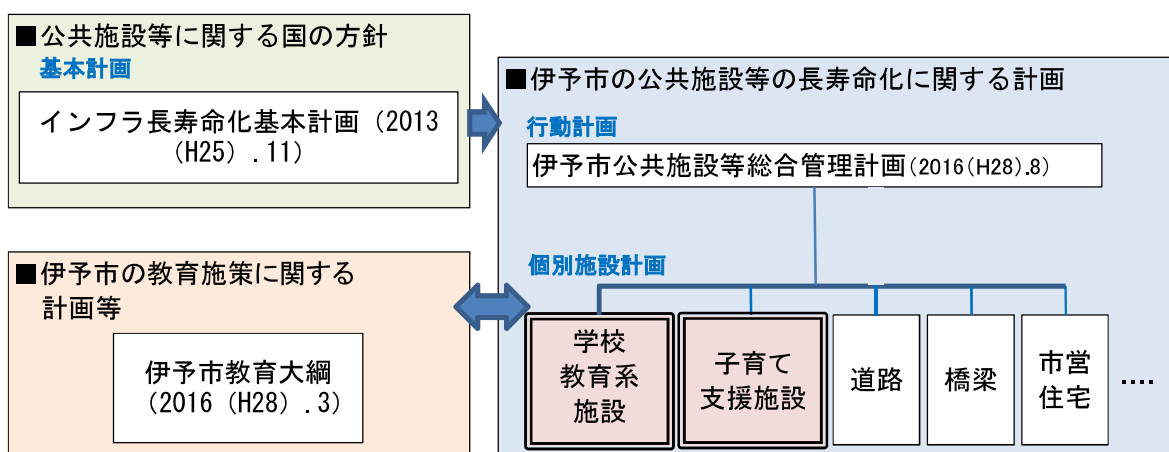 ■公共施設等に関する国の方針
基本計画
インフラ長寿命化基本計画（2013
(H25）.11）
■伊予市の公共施設等の長寿命化に関する計画
行動計画
伊予市公共施設等総合管理計画(2016(H28).8)
■伊予市の教育施策に関する
計画等
伊予市教育大綱
（2016（H28）.3）
個別施設計画
学校
教育系
施設
子育て
支援施設
道路
橋梁
市営
住宅
‥‥